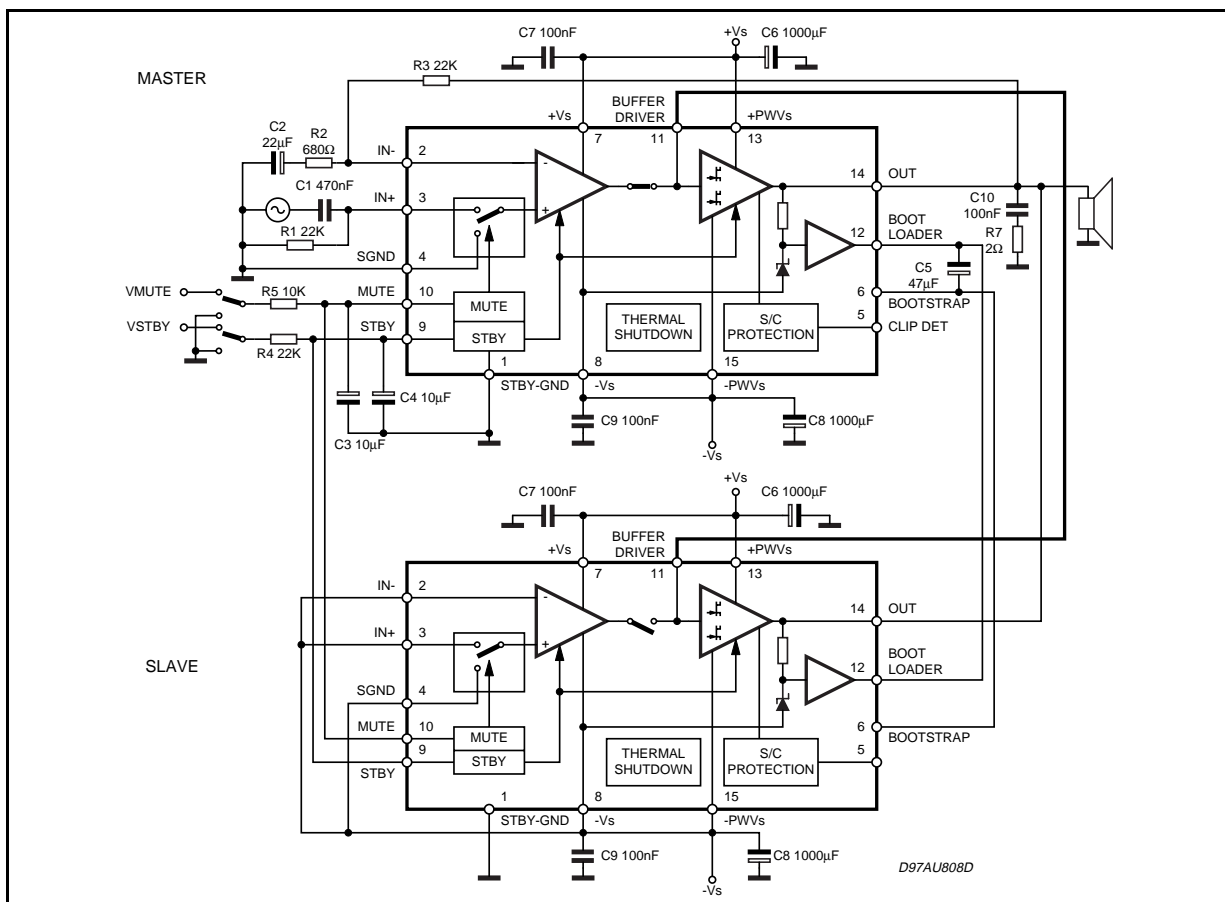 C7 100nF
+Vs
C6 1000µF
MASTER
R3 22K
BUFFER
DRIVER
+Vs
+PWVs
7
11
13
C2
22µF
R2
680Ω
IN-
2
-
14
OUT
C1 470nF
IN+
3
+
C10
100nF
BOOT
LOADER
12
R1 22K
R7
2Ω
SGND
4
C5
47µF
VMUTE
R5 10K
MUTE
10
MUTE
6
BOOTSTRAP
VSTBY
STBY
9
STBY
THERMAL
SHUTDOWN
S/C
PROTECTION
5
CLIP DET
R4 22K
1
8
15
STBY-GND
-Vs
-PWVs
C4 10µF
C3 10µF
C9 100nF
C8 1000µF
-Vs
C7 100nF
+Vs
C6 1000µF
BUFFER
DRIVER
+Vs
+PWVs
7
11
13
IN-
2
-
14
OUT
IN+
3
+
SLAVE
BOOT
LOADER
12
SGND
4
MUTE
10
MUTE
6
BOOTSTRAP
9
STBY
STBY
THERMAL
SHUTDOWN
S/C
PROTECTION
5
1
8
15
STBY-GND
-Vs
-PWVs
C9 100nF
C8 1000µF
-Vs
D97AU808D